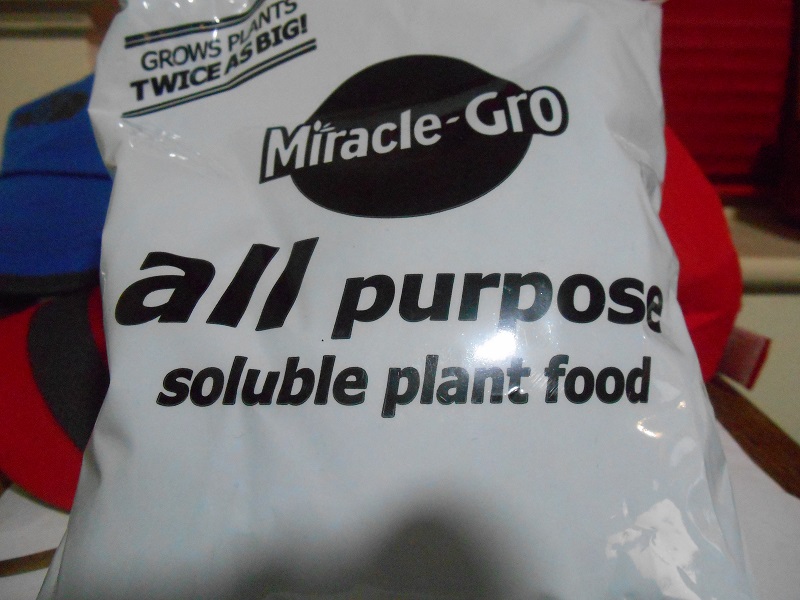 GROWS PLANTS
TWICE AS BIG!
Miracle-Gro
all purpose
soluble plant food